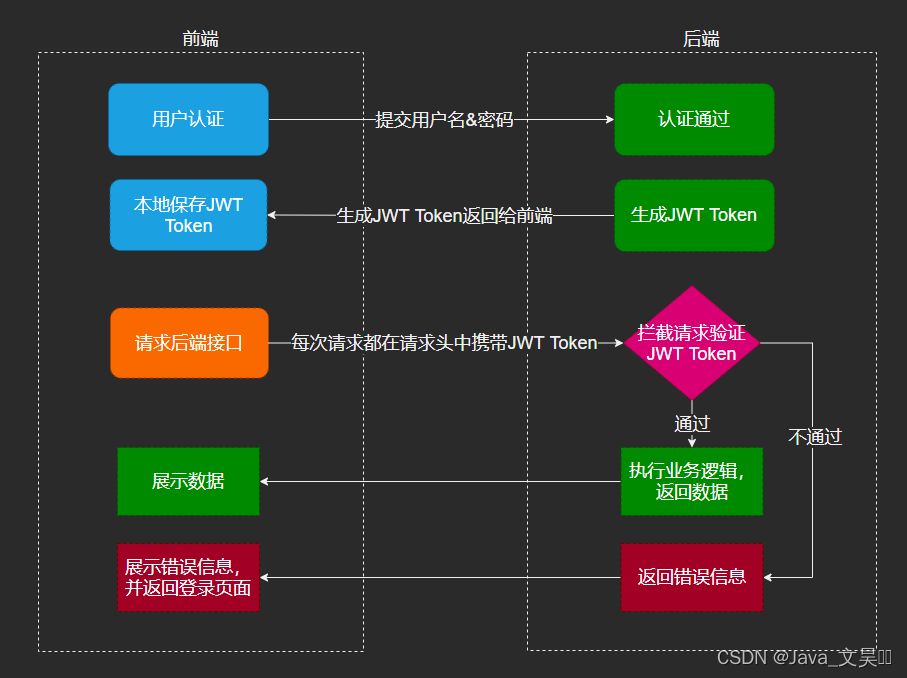 前端
后端
用户认证
提交用户名&密码
认证通过
本地保存JWT
Token
生成JWT Token返回给前端
生成JWT Token
请求后端接口
每次请求都在请求头中携带JWT Token
拦截请求验证
JWT Token
通过
不通过
展示数据
执行业务逻辑，
返回数据
展示错误信息，
并返回登录页面
返回错误信息
CSDN @Java_文昊